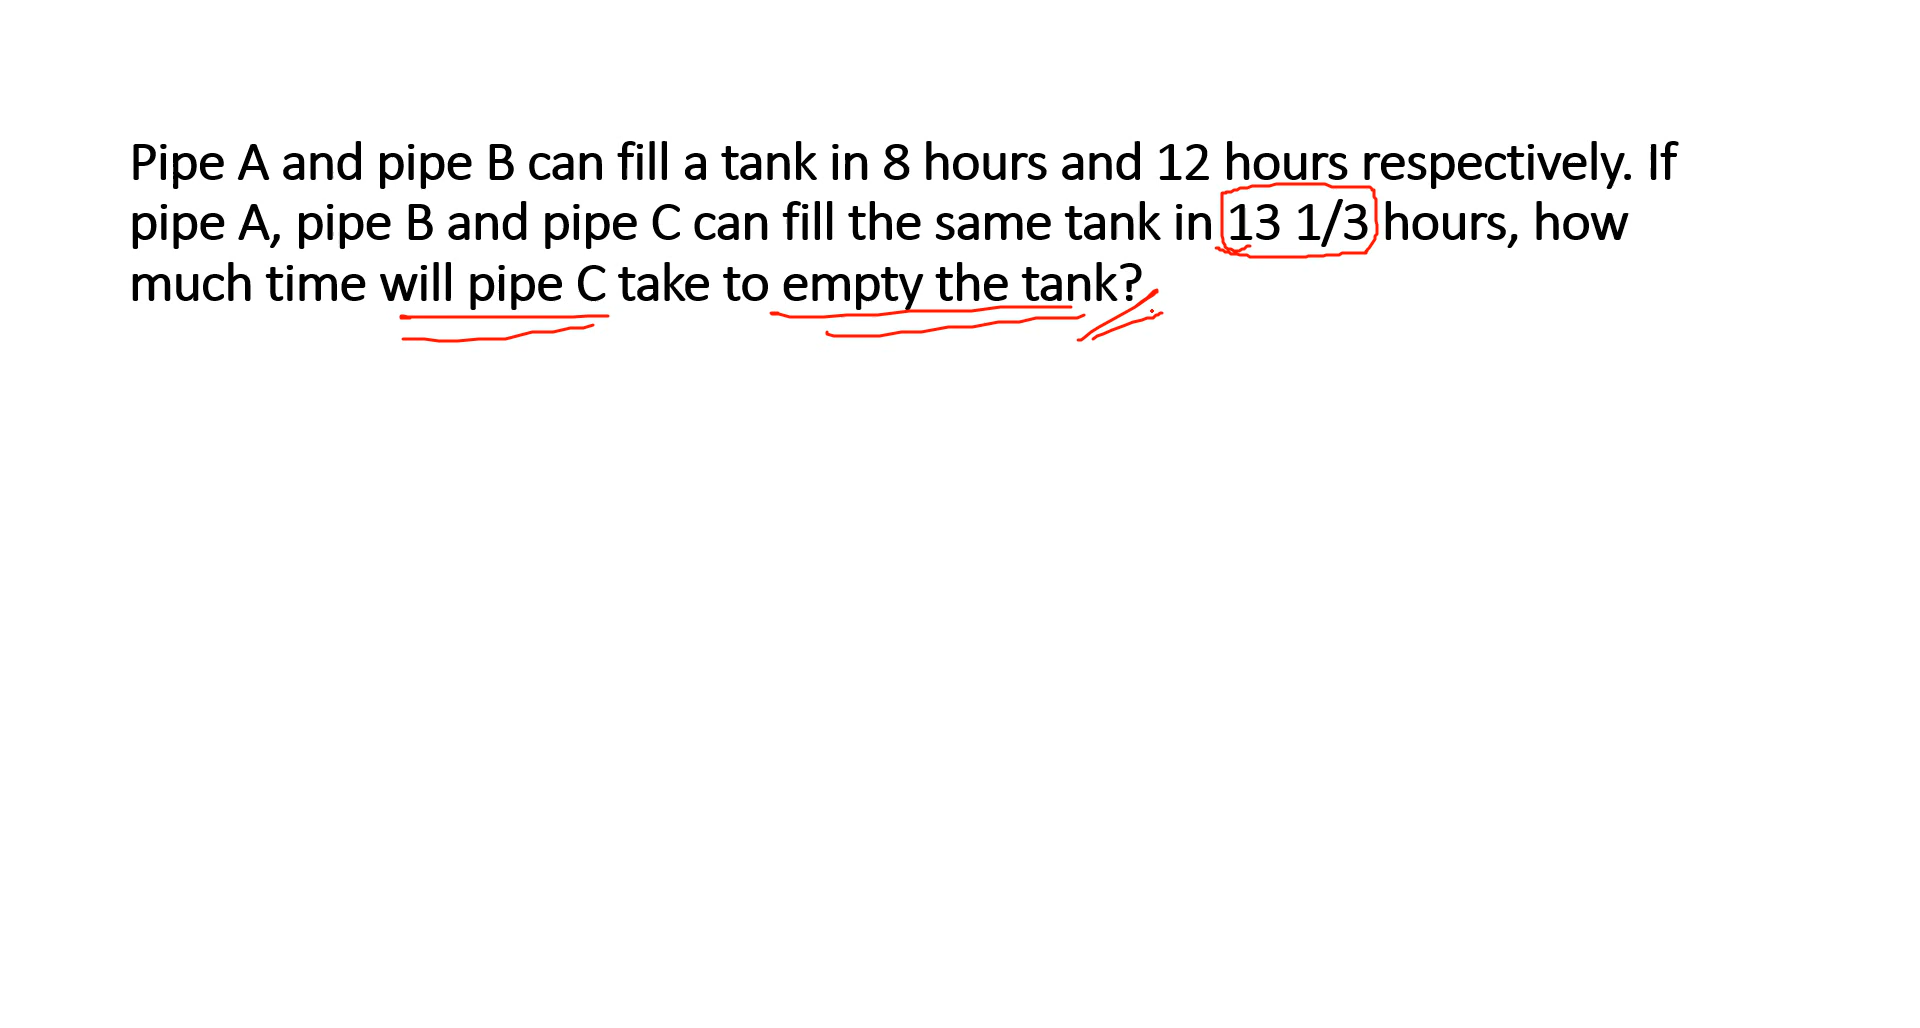 Pipe A and pipe B can fill a tank in 8 hours and 12 hours respectively. If
pipe A, pipe B and pipe C can fill the same tank in 13 1/3 hours, how
much time will pipe C take to empty the tank?